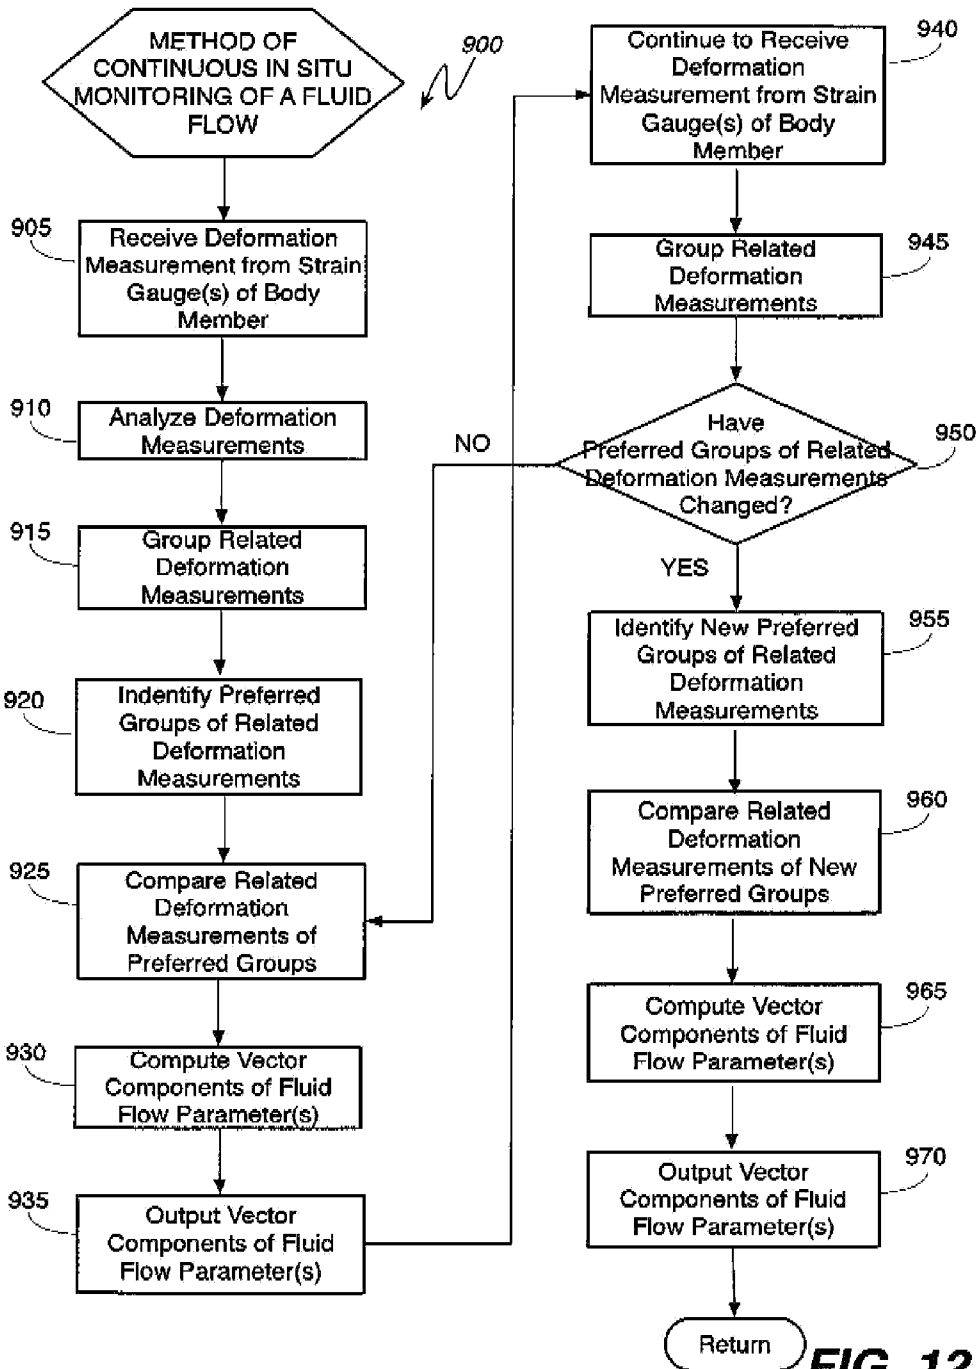 METHOD OF
CONTINUOUS IN SITU
MONITORING OF A FLUID
FLOW
900
905
Receive Deformation
Measurement from Strain
Gauge(s) of Body
Member
910
Analyze Deformation
Measurements
915
Group Related
Deformation
Measurements
920
Indentify Preferred
Groups of Related
Deformation
Measurements
925
Compare Related
Deformation
Measurements of
Preferred Groups
930
Compute Vector
Components of Fluid
Flow Parameter(s)
935
Output Vector
Components of Fluid
Flow Parameter(s)
940
Continue to Receive
Deformation
Measurement from Strain
Gauge(s) of Body
Member
945
Group Related
Deformation
Measurements
950
Have
Preferred Groups of Related
Deformation Measurements
Changed?
NO
YES
955
Identify New Preferred
Groups of Related
Deformation
Measurements
960
Compare Related
Deformation
Measurements of New
Preferred Groups
965
Compute Vector
Components of Fluid
Flow Parameter(s)
970
Output Vector
Components of Fluid
Flow Parameter(s)
Return
FIG. 12